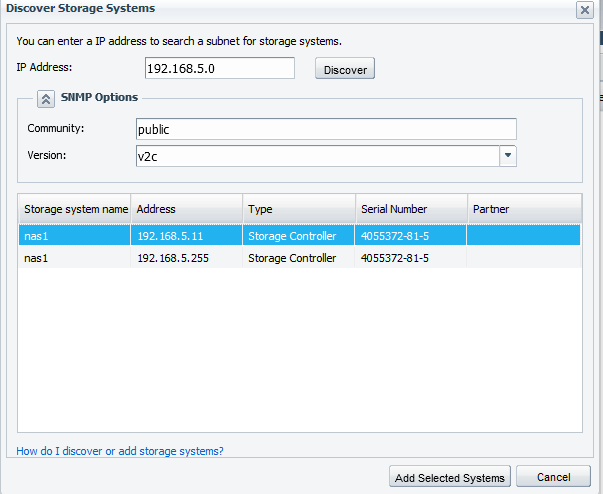 Discover Storage Systems
You can enter a IP address to search a subnet for storage systems.
IP Address: 192.168.5.0 Discover
SNMP Options
Community: public
Version: v2c
Storage system name Address Type Serial Number Partner
nas1 192.168.5.11 Storage Controller 4055372-81-5
nas1 192.168.5.255 Storage Controller 4055372-81-5
How do I discover or add storage systems?
Add Selected Systems Cancel